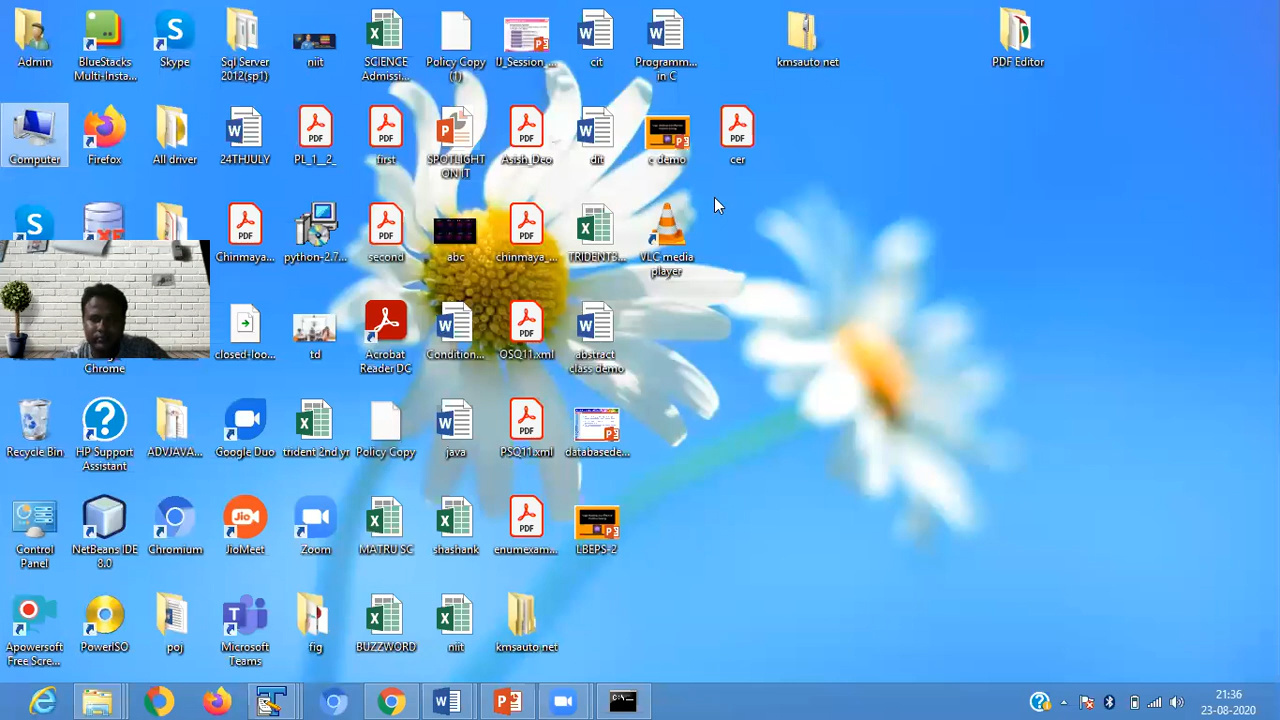 Admin
BlueStacks
Multi-Insta...
Skype
Sql Server
2012(sp1)
niit
SCIENCE
Admissi...
Policy Copy
(1)
U_Session_...
cit
Programm...
in C
kmsauto net
PDF Editor
Computer
Firefox
All driver
24THJULY
PL_1__2_
first
SPOTLIGHT
ON IT
Asish_Deo
dit
c demo
cer
Chinmaya...
python-2.7...
second
abc
chinmaya_...
TRIDENT3...
VLC media
player
Chrome
closed-loo...
td
Acrobat
Reader DC
Condition...
OSQ11.xml
abstract
class demo
Recycle Bin
HP Support
Assistant
ADVJAVA...
Google Duo
trident 2nd yr
Policy Copy
java
PSQ11.xml
databasede...
Control
Panel
NetBeans IDE
8.0
Chromium
JioMeet
Zoom
MATRU SC
shashank
enumexam...
LBEPS-2
Apowersoft
Free Scre...
PowerISO
poj
Microsoft
Teams
fig
BUZZWORD
niit
kmsauto net
21:36
23-08-2020